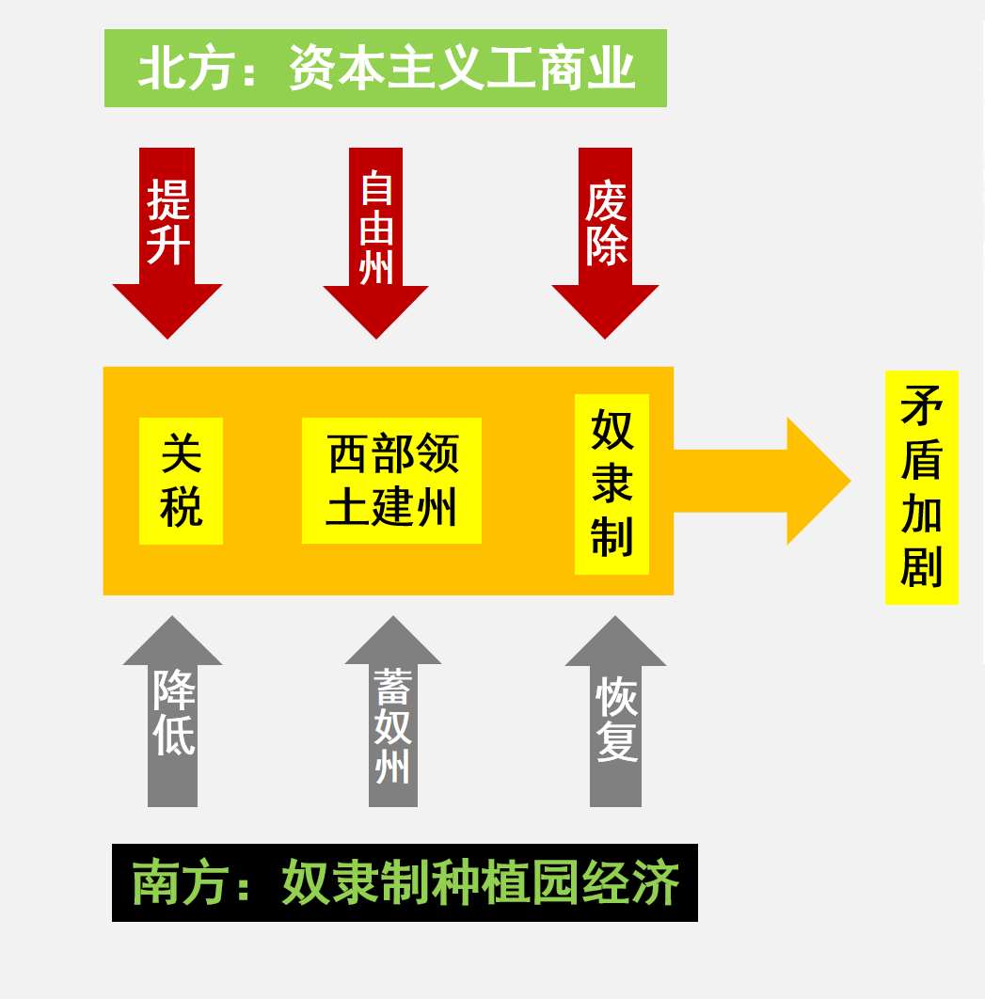 北方：资本主义工商业
提升
自由州
废除
关税
西部领
土建州
奴隶制
矛盾加剧
降低
蓄奴州
恢复
南方：奴隶制种植园经济